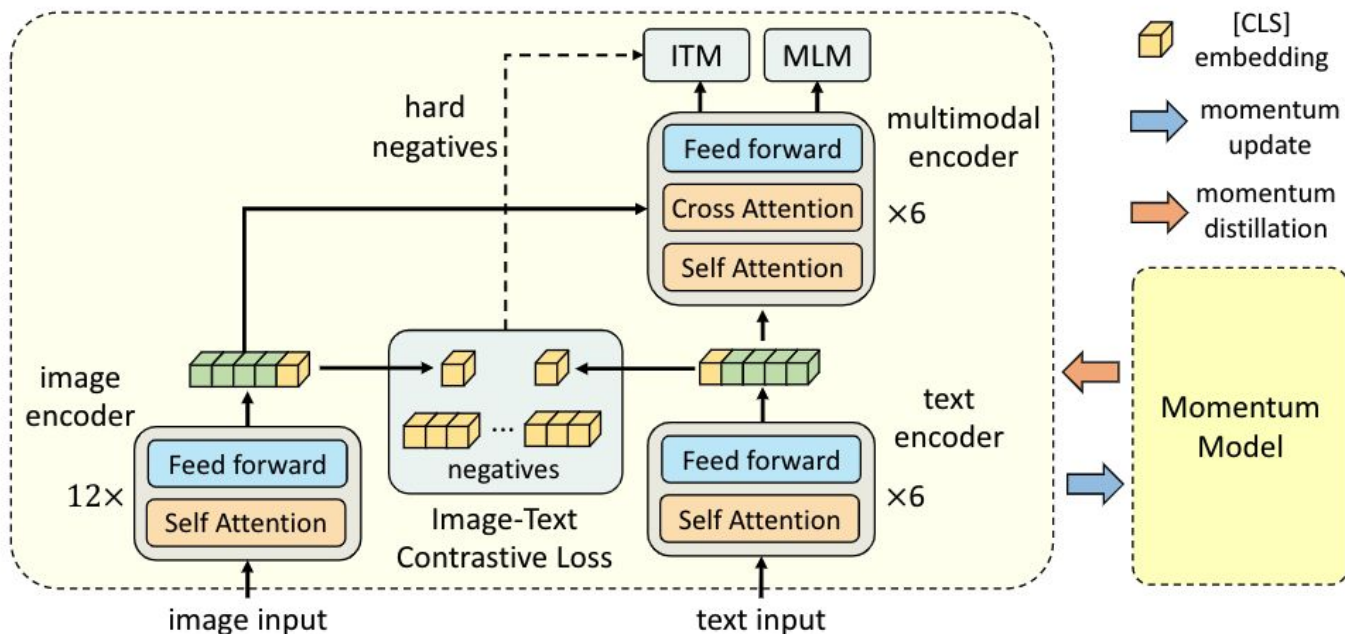 ITM
MLM
[CLS]
embedding
hard
negatives
Feed forward
Cross Attention
Self Attention
multimodal
encoder
×6
momentum
update
momentum
distillation
image
encoder
Feed forward
Self Attention
12×
...
negatives
Image-Text
Contrastive Loss
text
encoder
Feed forward
Self Attention
×6
Momentum
Model
image input
text input